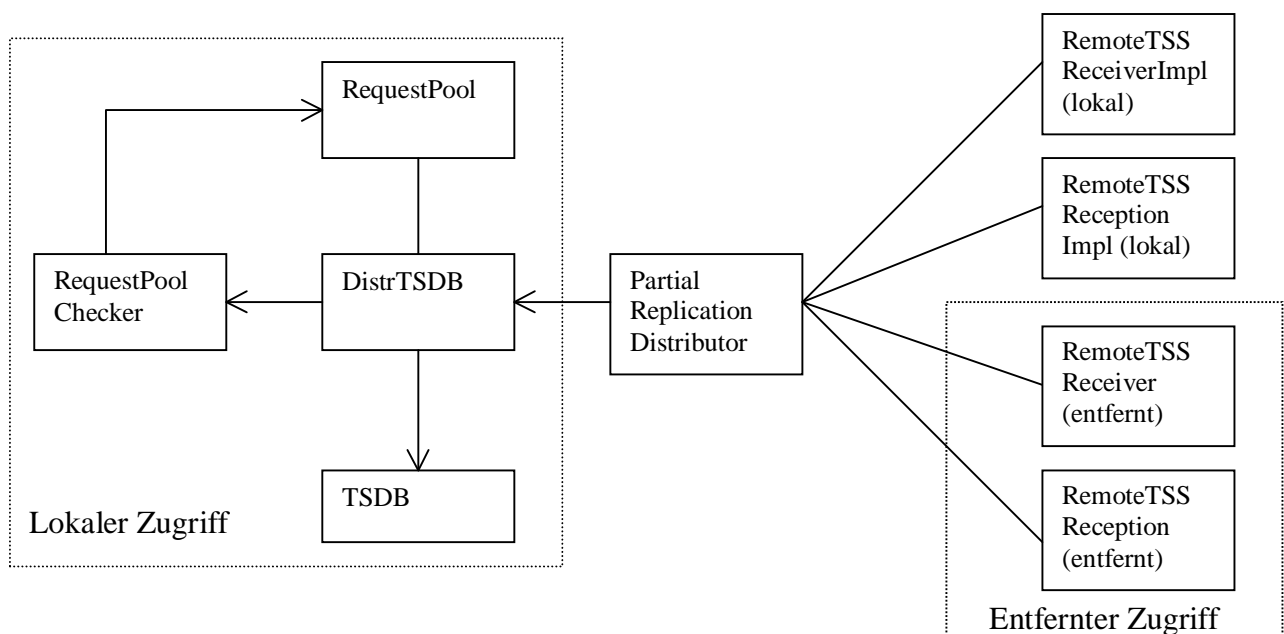 RequestPool
RequestPool
Checker
DistrTSDB
TSDB
Lokaler Zugriff
Partial
Replication
Distributor
RemoteTSS
ReceiverImpl
(lokal)
RemoteTSS
Reception
Impl (lokal)
RemoteTSS
Receiver
(entfernt)
RemoteTSS
Reception
(entfernt)
Entfernter Zugriff